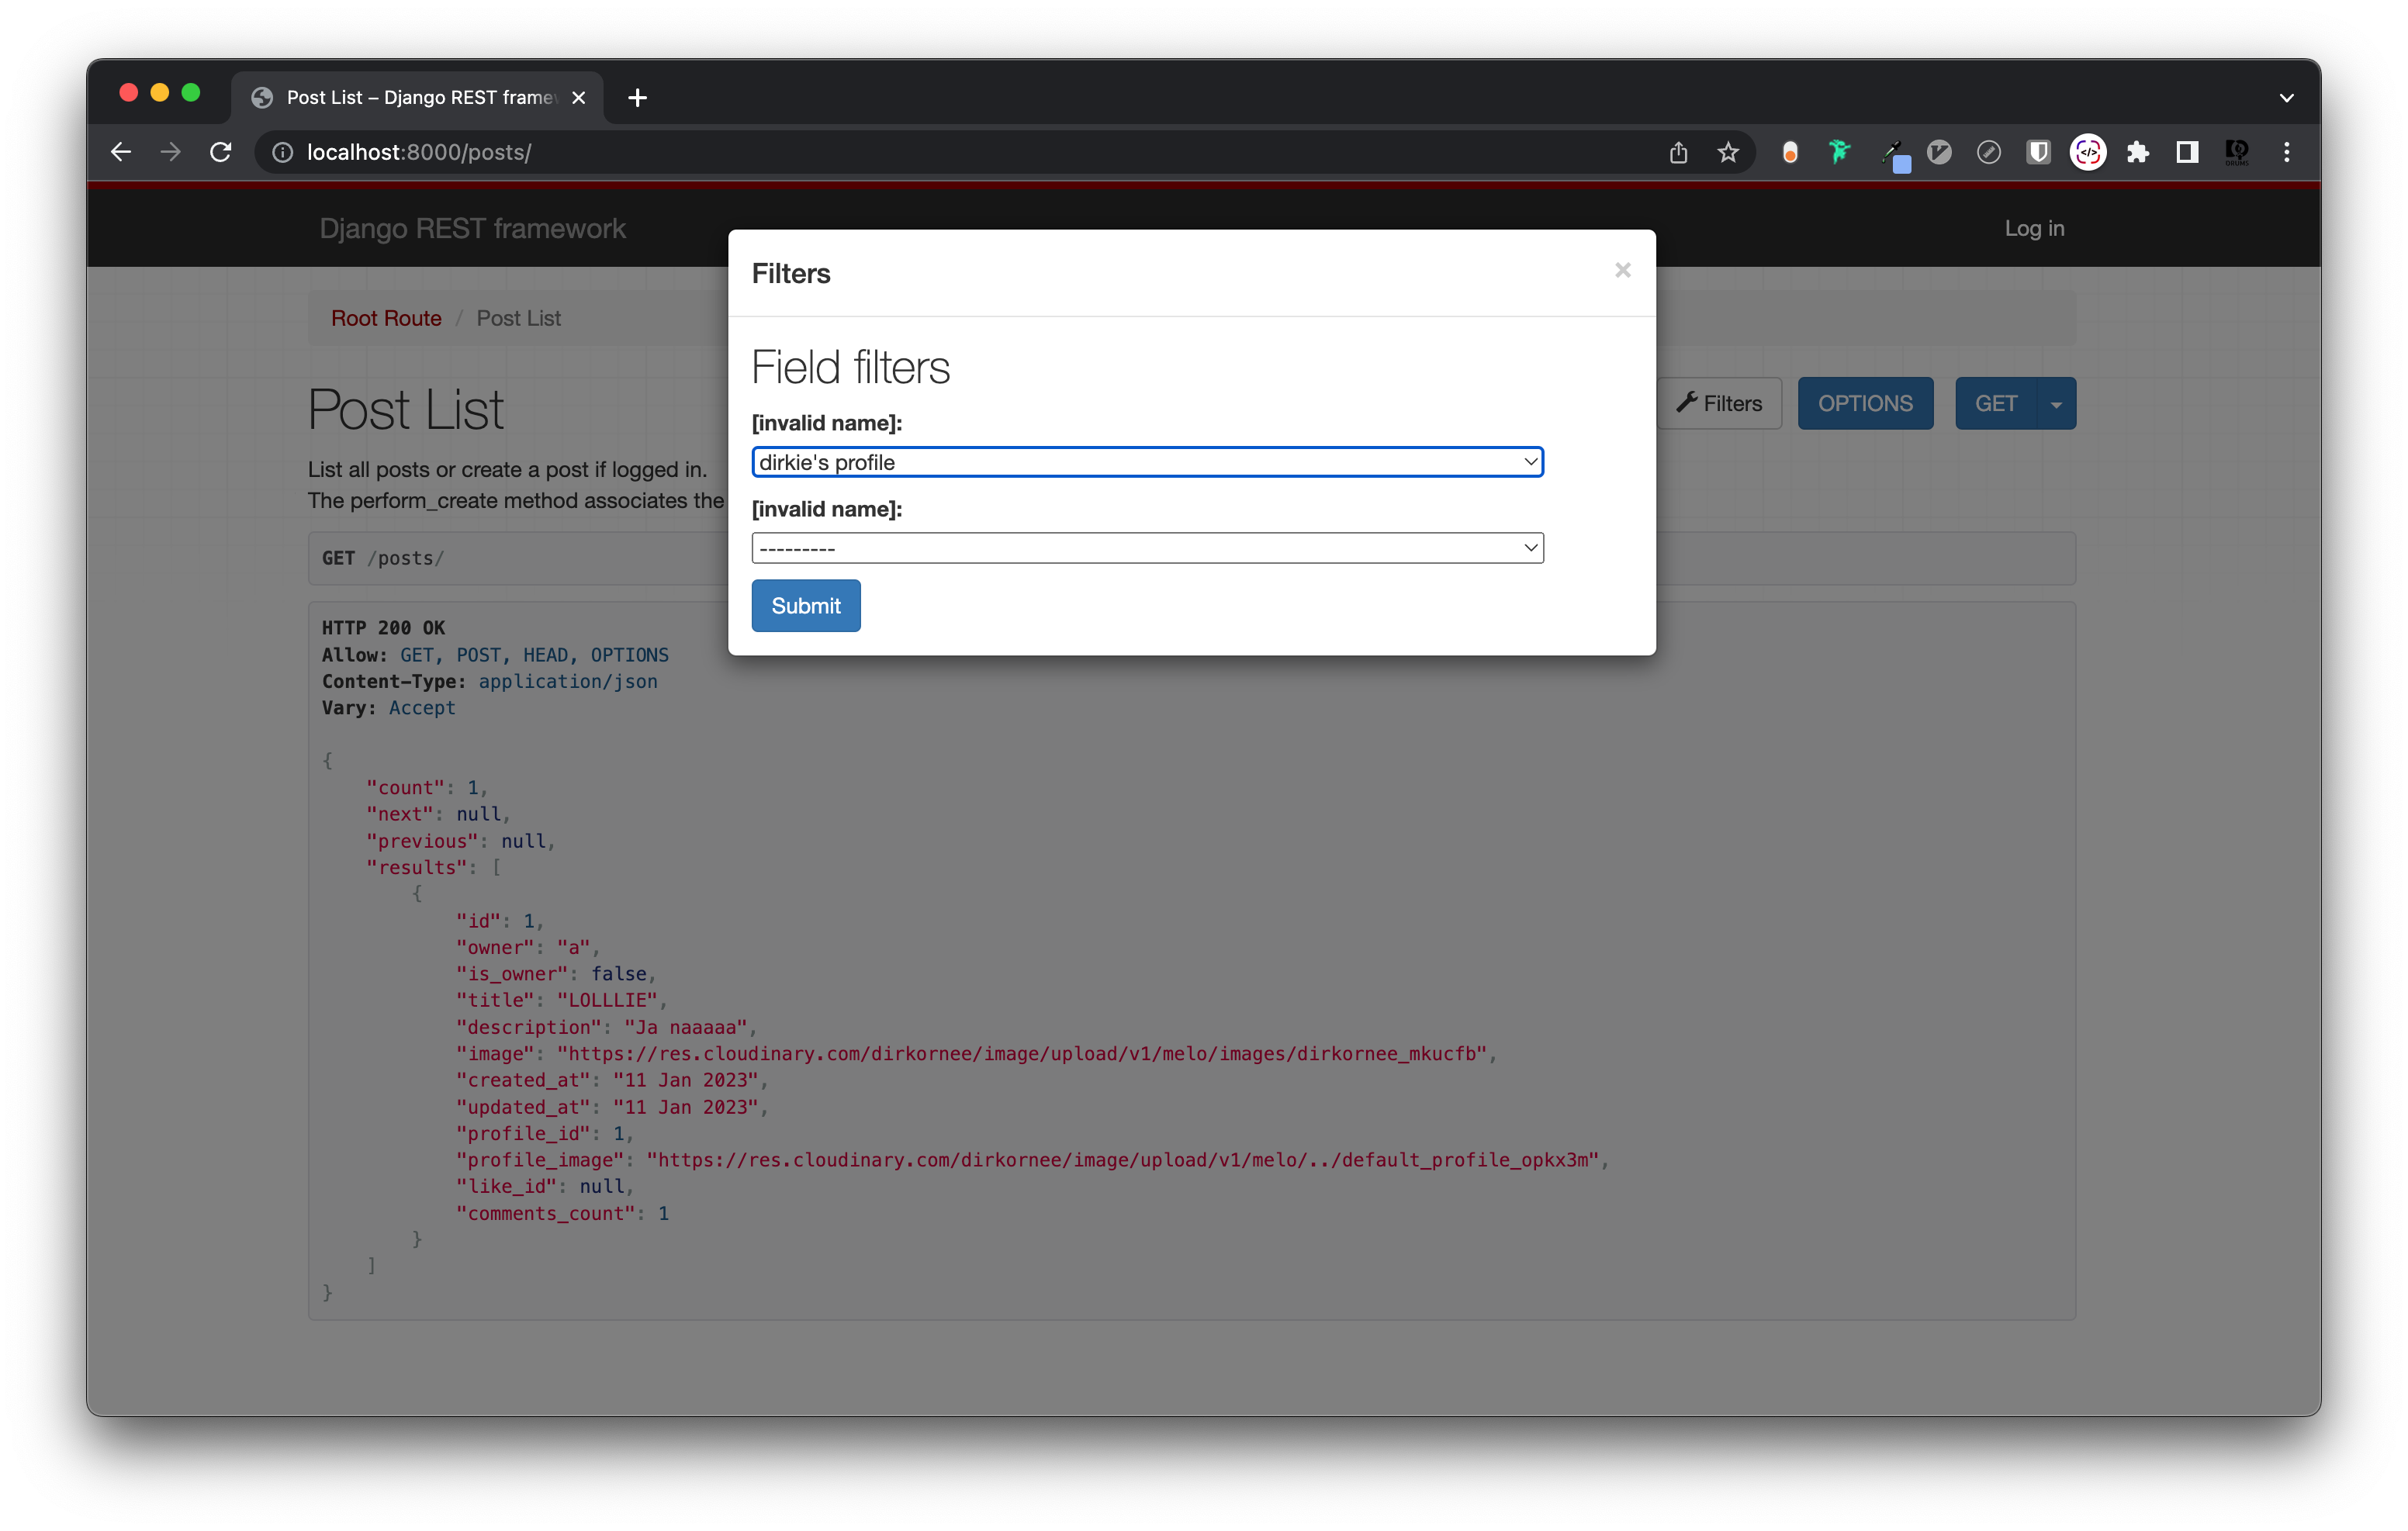 Post List – Django REST frame
localhost:8000/posts/
Django REST framework
Log in
Filters
×
Root Route / Post List
Field filters
Post List
Filters
OPTIONS
GET
[invalid name]:
dirkie's profile
List all posts or create a post if logged in.
The perform_create method associates the
[invalid name]:
---------
GET /posts/
Submit
HTTP 200 OK
Allow: GET, POST, HEAD, OPTIONS
Content-Type: application/json
Vary: Accept
{
"count": 1,
"next": null,
"previous": null,
"results": [
{
"id": 1,
"owner": "a",
"is_owner": false,
"title": "LOLLLIE",
"description": "Ja naaaaa",
"image": "https://res.cloudinary.com/dirkornee/image/upload/v1/melo/images/dirkornee_mkucfb",
"created_at": "11 Jan 2023",
"updated_at": "11 Jan 2023",
"profile_id": 1,
"profile_image": "https://res.cloudinary.com/dirkornee/image/upload/v1/melo/../default_profile_opkx3m",
"like_id": null,
"comments_count": 1
}
]
}